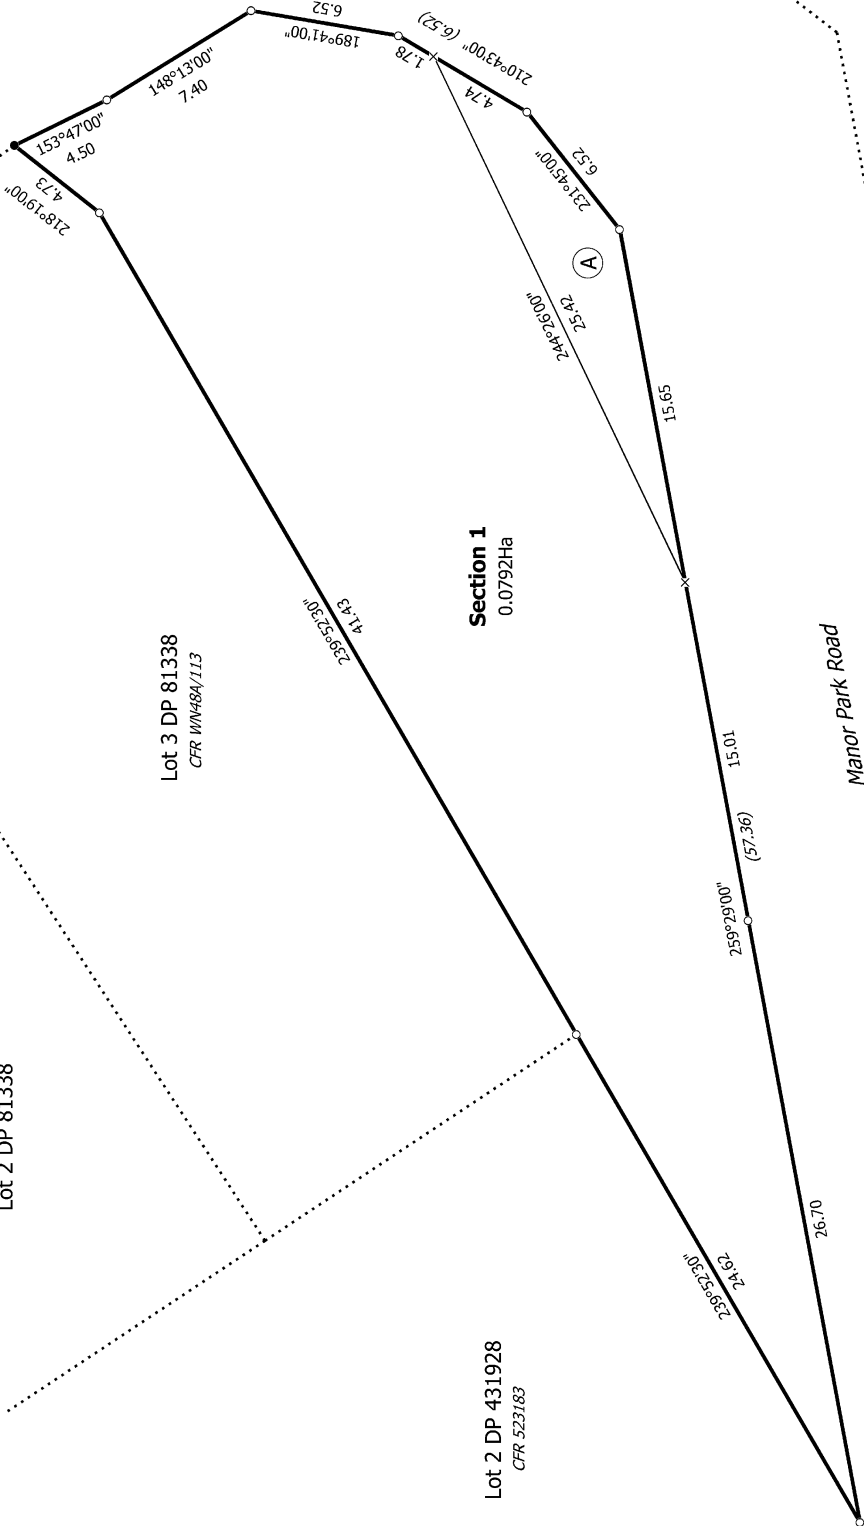 6.52
189°41'00"
(6.52)
210°43'00"
1.78
4.74
148°13'00"
7.40
153°47'00"
4.50
4.73
218°19'00"
6.52
231°45'00"
A
244°26'00"
25.42
15.65
Section 1
0.0792Ha
239°52'30"
41.43
Lot 3 DP 81338
CFR WN48A/113
Manor Park Road
15.01
(57.36)
259°29'00"
Lot 2 DP 81338
26.70
239°52'30"
24.62
Lot 2 DP 431928
CFR 523183